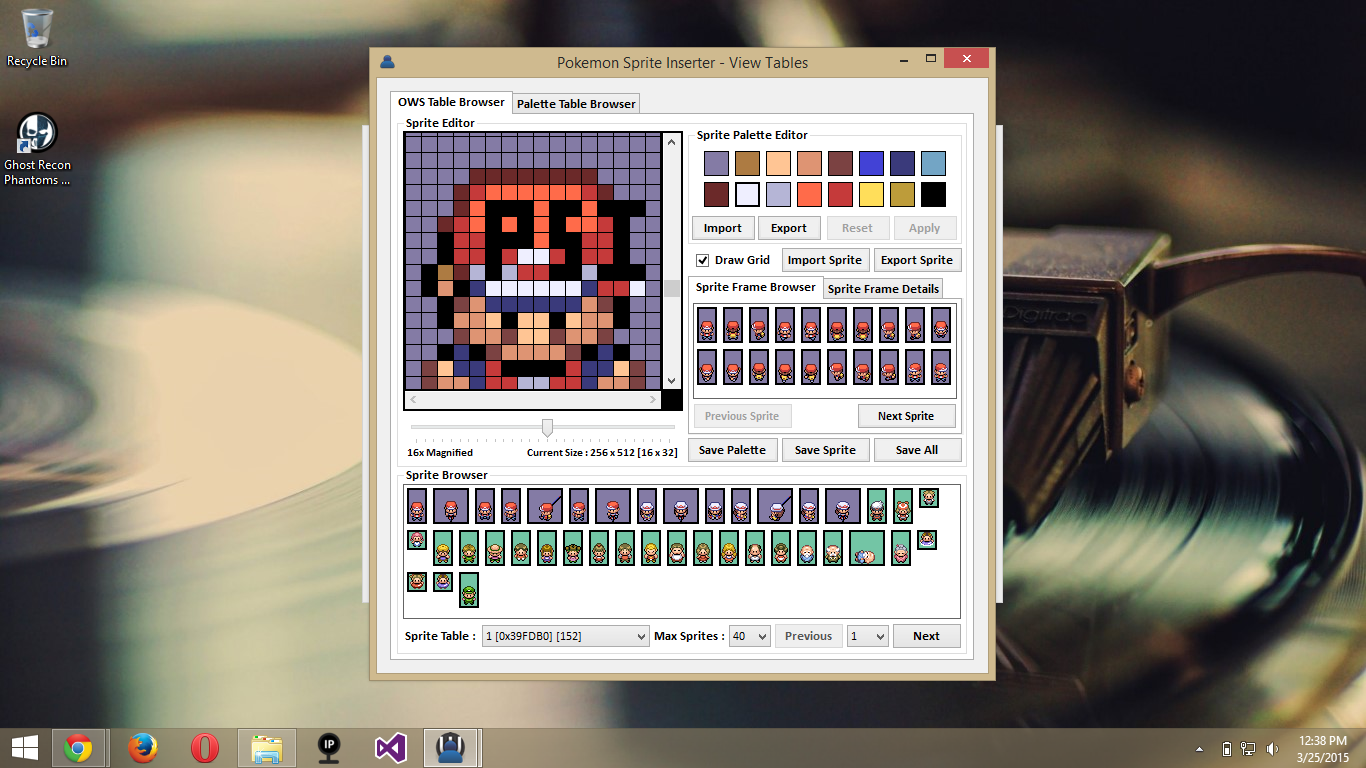 Recycle Bin
Ghost Recon
Phantoms ...
Pokemon Sprite Inserter - View Tables
OWS Table Browser
Palette Table Browser
Sprite Editor
PSI
16x Magnified
Current Size : 256 x 512 [16 x 32]
Sprite Palette Editor
Import
Export
Reset
Apply
Draw Grid
Import Sprite
Export Sprite
Sprite Frame Browser
Sprite Frame Details
Previous Sprite
Next Sprite
Save Palette
Save Sprite
Save All
Sprite Browser
Sprite Table :
1 [0x39FDB0] [152]
Max Sprites :
40
Previous
1
Next
Digitrac
IP
12:38 PM
3/25/2015